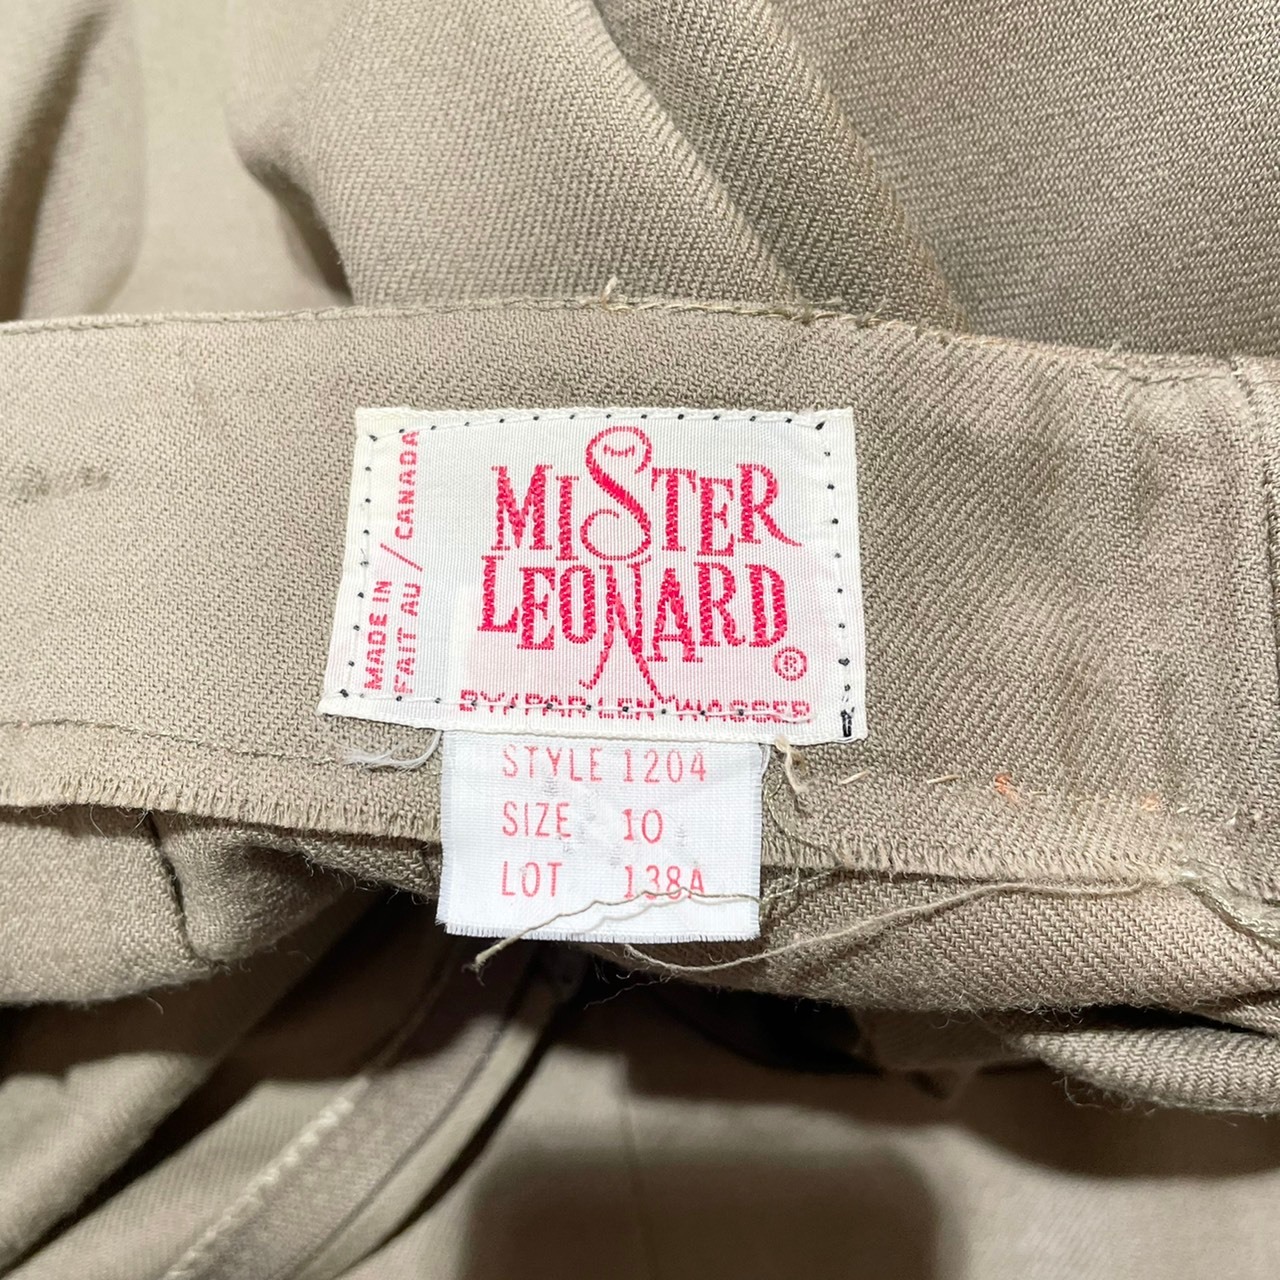 MISTER
LEONARD®
BY/PAR LEN WASSER
MADE IN / CANADA
FAIT AU
STYLE 1204
SIZE 10
LOT 138A